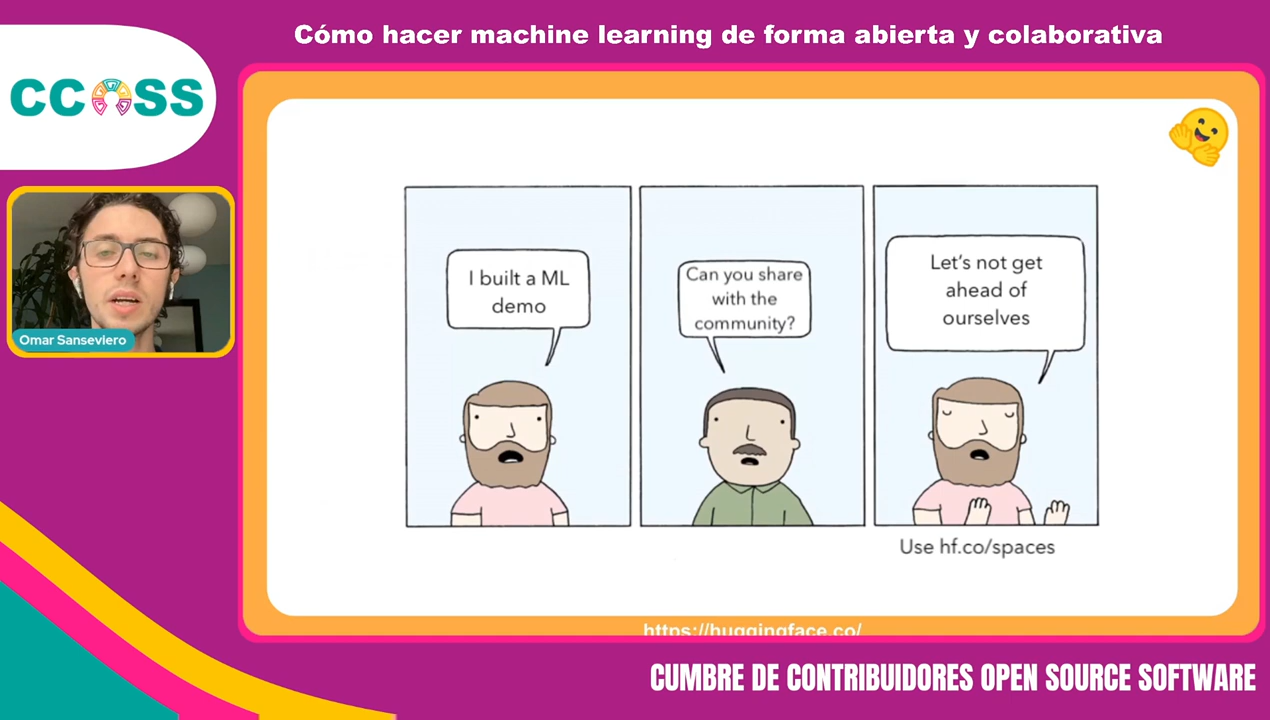 Cómo hacer machine learning de forma abierta y colaborativa
CCOSS
Omar Sanseviero
I built a ML
demo
Can you share
with the
community?
Let's not get
ahead of
ourselves
Use hf.co/spaces
https://huggingface.co/
CUMBRE DE CONTRIBUIDORES OPEN SOURCE SOFTWARE